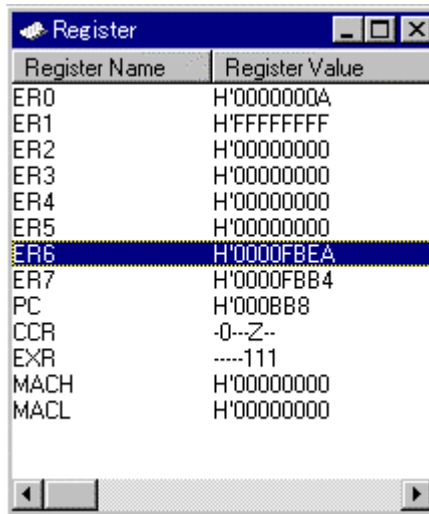 Register
Register Name Register Value
ER0 H'0000000A
ER1 H'FFFFFFFF
ER2 H'00000000
ER3 H'00000000
ER4 H'00000000
ER5 H'00000000
ER6 H'0000FBEA
ER7 H'0000FBB4
PC H'000BB8
CCR -0---Z--
EXR -----111
MACH H'00000000
MACL H'00000000